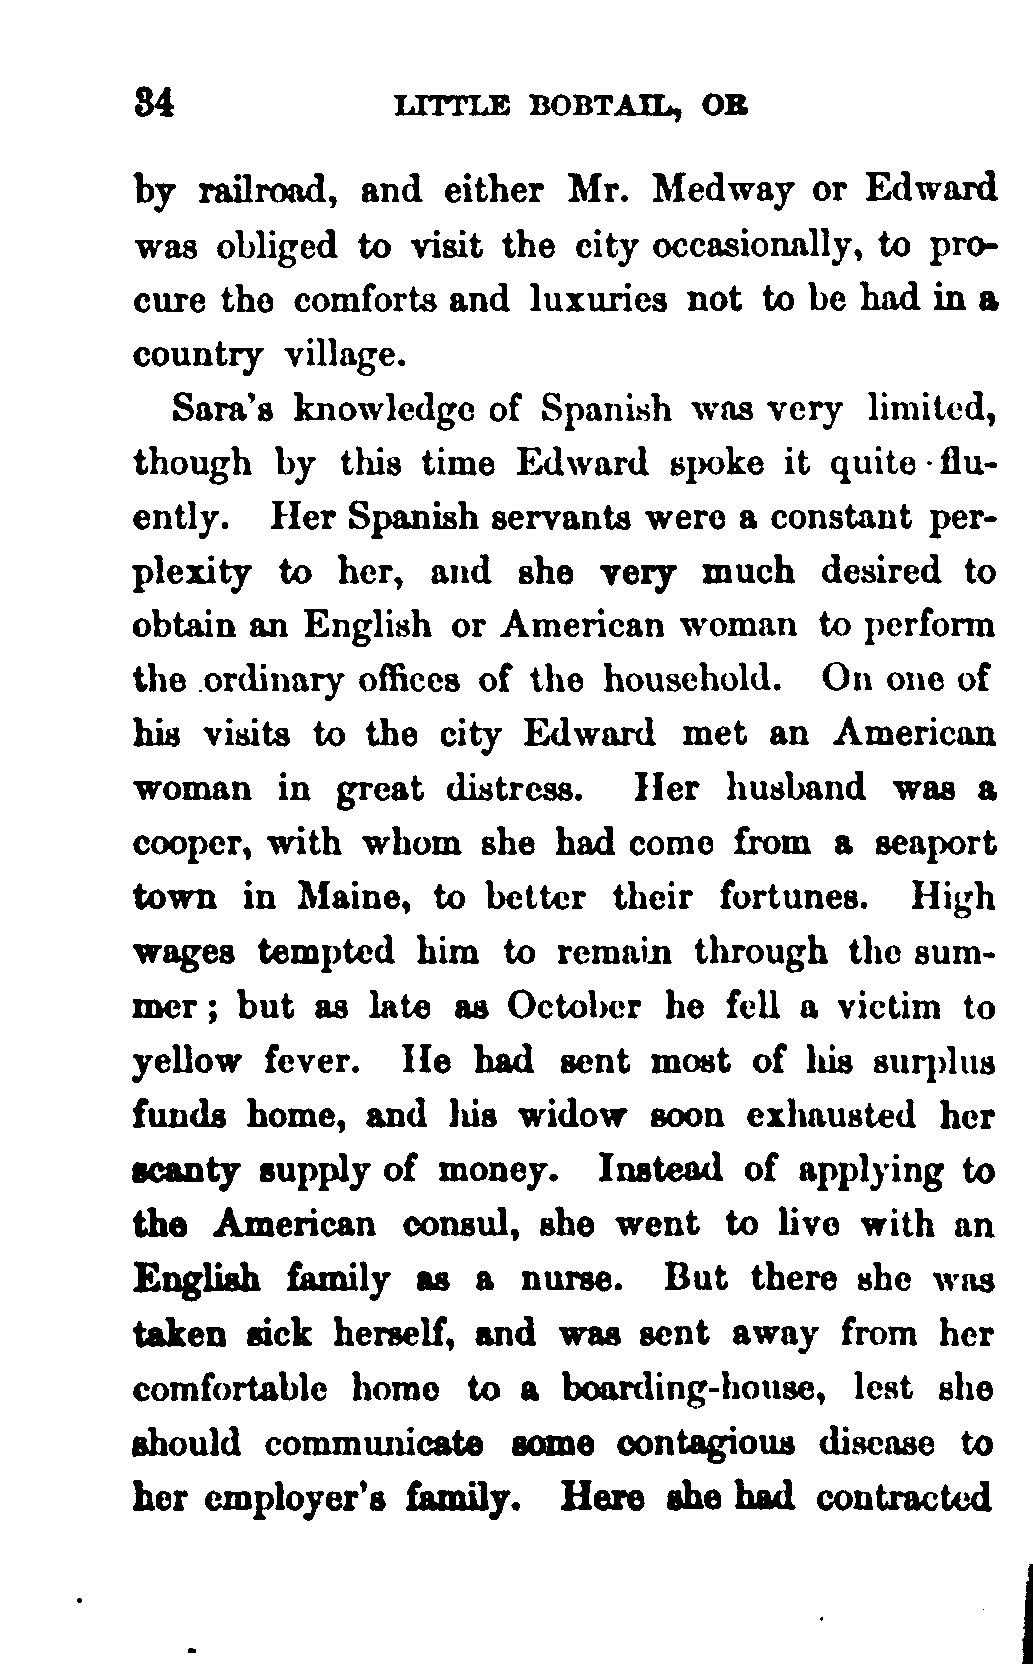 34 LITTLE BOBTAIL, OR
by railroad, and either Mr. Medway or Edward
was obliged to visit the city occasionally, to pro-
cure the comforts and luxuries not to be had in a
country village.
Sara's knowledge of Spanish was very limited,
though by this time Edward spoke it quite flu-
ently. Her Spanish servants were a constant per-
plexity to her, and she very much desired to
obtain an English or American woman to perform
the ordinary offices of the household. On one of
his visits to the city Edward met an American
woman in great distress. Her husband was a
cooper, with whom she had come from a seaport
town in Maine, to better their fortunes. High
wages tempted him to remain through the sum-
mer; but as late as October he fell a victim to
yellow fever. He had sent most of his surplus
funds home, and his widow soon exhausted her
scanty supply of money. Instead of applying to
the American consul, she went to live with an
English family as a nurse. But there she was
taken sick herself, and was sent away from her
comfortable home to a boarding-house, lest she
should communicate some contagious disease to
her employer's family. Here she had contracted